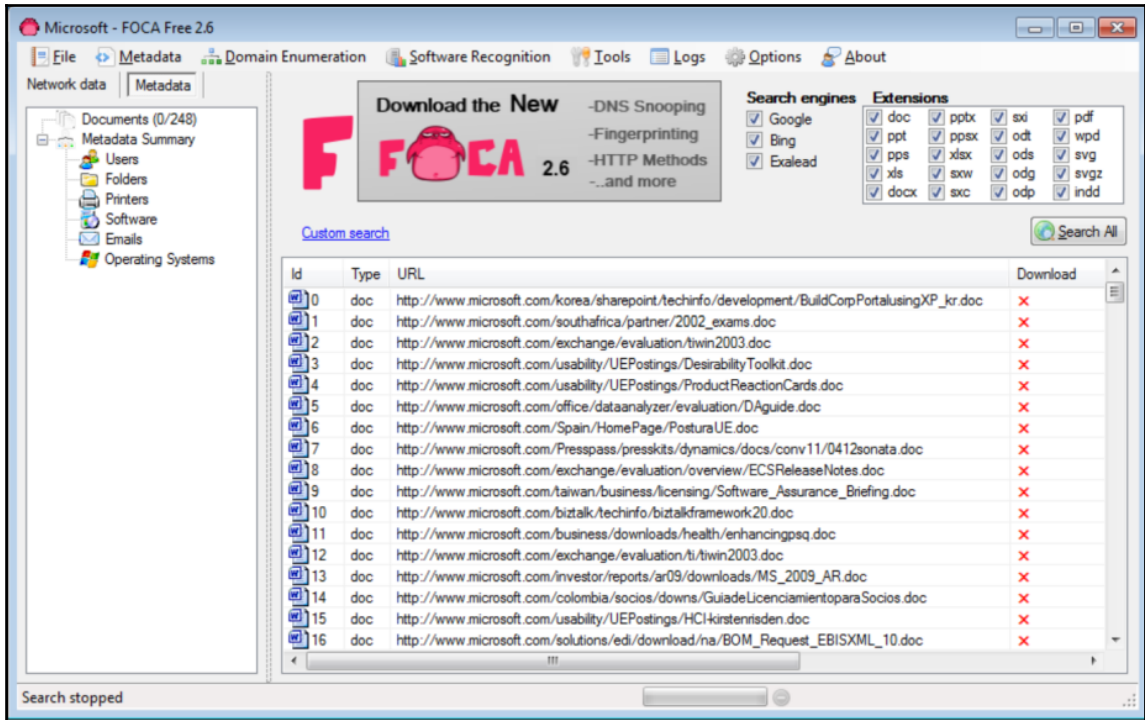 Microsoft - FOCA Free 2.6
File Metadata Domain Enumeration Software Recognition Tools Logs Options About
Network data Metadata
Documents (0/248)
Metadata Summary
Users
Folders
Printers
Software
Emails
Operating Systems
F
Download the New
FOCA 2.6
-DNS Snooping
-Fingerprinting
-HTTP Methods
-..and more
Search engines
Google
Bing
Exalead
Extensions
doc pptx sxi pdf
ppt ppsx odt wpd
pps xlsx ods svg
xls sxw odg svgz
docx sxc odp indd
Custom search
Search All
Id Type URL Download
0 doc http://www.microsoft.com/korea/sharepoint/techinfo/development/BuildCorpPortalusingXP_kr.doc
1 doc http://www.microsoft.com/southafrica/partner/2002_exams.doc
2 doc http://www.microsoft.com/exchange/evaluation/tiwin2003.doc
3 doc http://www.microsoft.com/usability/UEPostings/DesirabilityToolkit.doc
4 doc http://www.microsoft.com/usability/UEPostings/ProductReactionCards.doc
5 doc http://www.microsoft.com/office/dataanalyzer/evaluation/DAguide.doc
6 doc http://www.microsoft.com/Spain/HomePage/PosturaUE.doc
7 doc http://www.microsoft.com/Presspass/presskits/dynamics/docs/conv11/0412sonata.doc
8 doc http://www.microsoft.com/exchange/evaluation/overview/ECSReleaseNotes.doc
9 doc http://www.microsoft.com/taiwan/business/licensing/Software_Assurance_Briefing.doc
10 doc http://www.microsoft.com/biztalk/techinfo/biztalkframework20.doc
11 doc http://www.microsoft.com/business/downloads/health/enhancingpsq.doc
12 doc http://www.microsoft.com/exchange/evaluation/ti/tiwin2003.doc
13 doc http://www.microsoft.com/investor/reports/ar09/downloads/MS_2009_AR.doc
14 doc http://www.microsoft.com/colombia/socios/downs/GuiadeLicenciamientoparaSocios.doc
15 doc http://www.microsoft.com/usability/UEPostings/HCI-kirstenrisden.doc
16 doc http://www.microsoft.com/solutions/edi/download/na/BOM_Request_EBISXML_10.doc
Search stopped